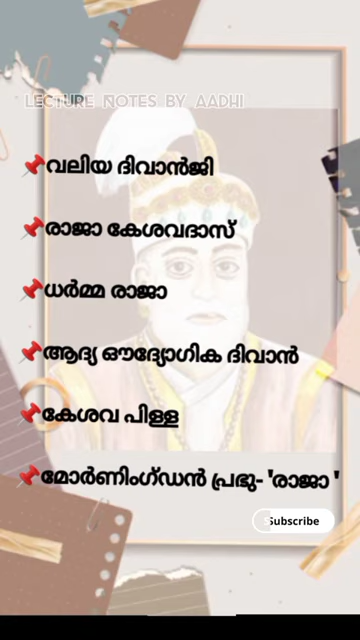 LECTURE NOTES BY AADHI
📌വലിയ ദിവാൻജി
📌രാജാ കേശവദാസ്
📌ധർമ്മ രാജാ
📌ആദ്യ ഔദ്യോഗിക ദിവാൻ
📌കേശവ പിള്ള
📌മോർണിംഗ്ഡൻ പ്രഭു- 'രാജാ '
Subscribe